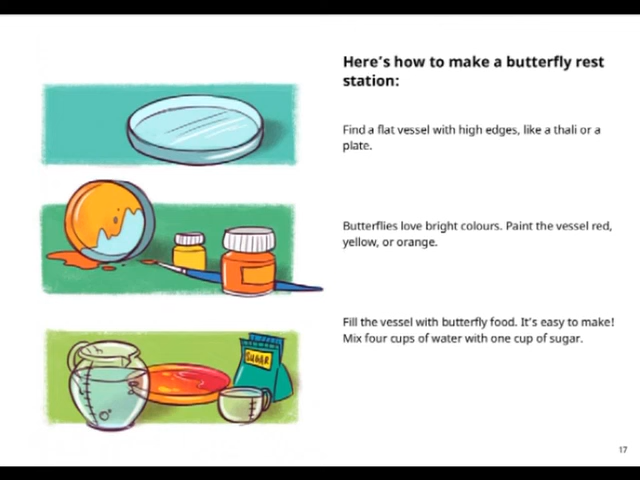 Here's how to make a butterfly rest
station:
Find a flat vessel with high edges, like a thali or a
plate.
Butterflies love bright colours. Paint the vessel red,
yellow, or orange.
SUGAR
Fill the vessel with butterfly food. It's easy to make!
Mix four cups of water with one cup of sugar.
17